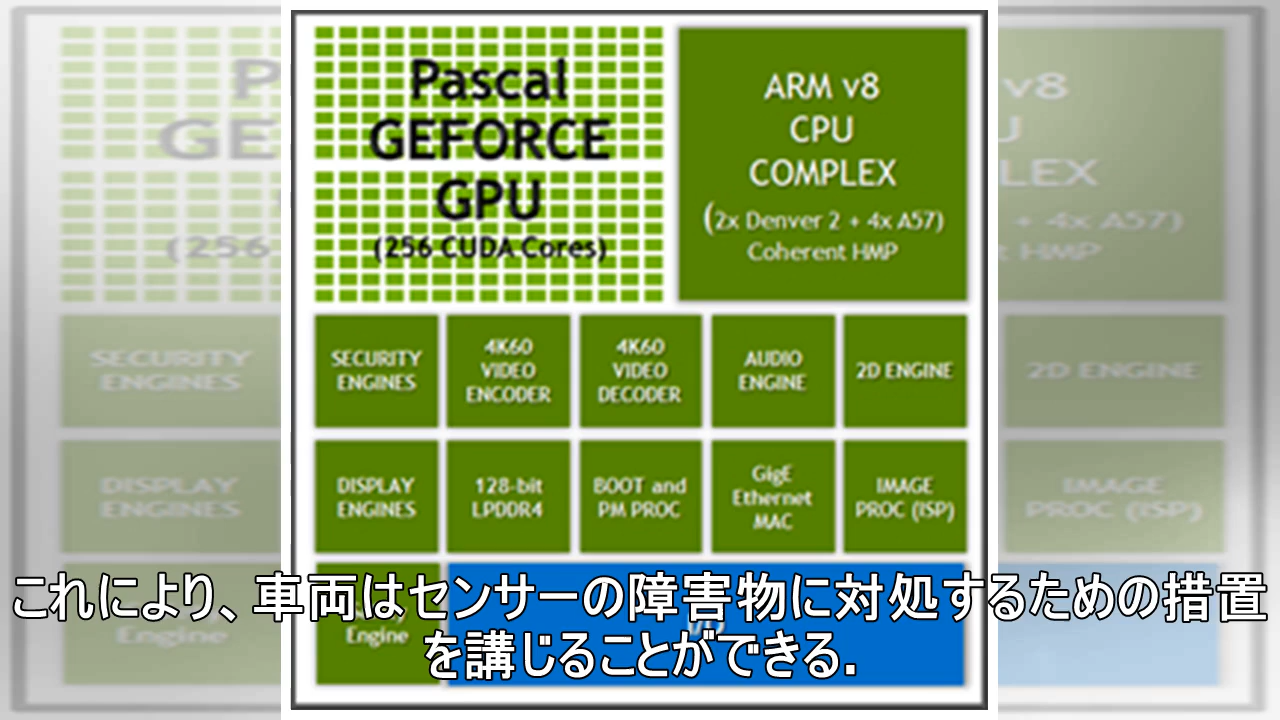 Pascal
GEFORCE
GPU
(256 CUDA Cores)
ARM v8
CPU
COMPLEX
(2x Denver 2 + 4x A57)
Coherent HMP
SECURITY
ENGINES
4K60
VIDEO
ENCODER
4K60
VIDEO
DECODER
AUDIO
ENGINE
2D ENGINE
DISPLAY
ENGINES
128-bit
LPDDR4
BOOT and
PM PROC
GigE
Ethernet
MAC
IMAGE
PROC (ISP)
Engine
I/O
これにより、車両はセンサーの障害物に対処するための措置
を講じることができる.